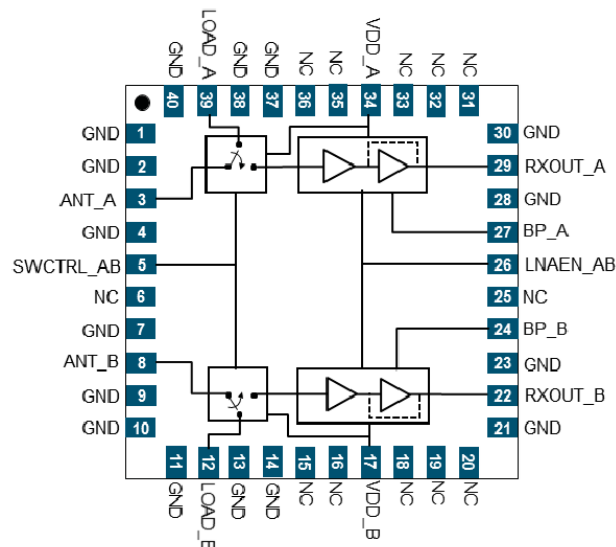 GND LOAD_A GND GND NC NC VDD_A NC NC NC
40 39 38 37 36 35 34 33 32 31
GND 1 30 GND
GND 2 29 RXOUT_A
ANT_A 3 28 GND
GND 4 27 BP_A
SWCTRL_AB 5 26 LNAEN_AB
NC 6 25 NC
GND 7 24 BP_B
ANT_B 8 23 GND
GND 9 22 RXOUT_B
GND 10 21 GND
11 12 13 14 15 16 17 18 19 20
GND LOAD_B GND GND NC NC VDD_B NC NC NC